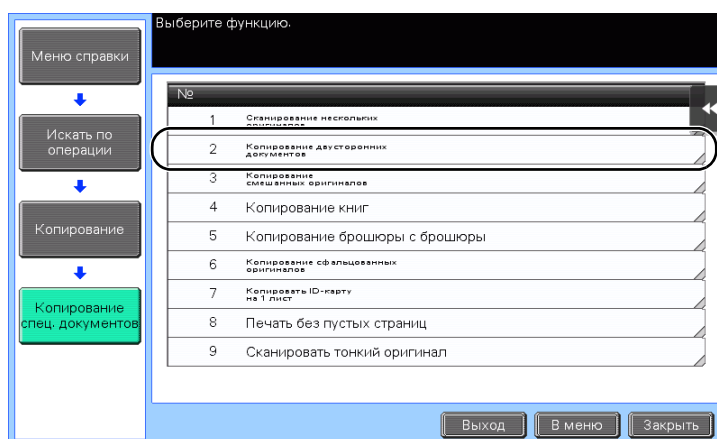 Выберите функцию.
Меню справки
Искать по
операции
Копирование
Копирование
спец. документов
№
1 Сканирование нескольких
оригиналов
2 Копирование двусторонних
документов
3 Копирование
смешанных оригиналов
4 Копирование книг
5 Копирование брошюры с брошюры
6 Копирование сфальцованных
оригиналов
7 Копировать ID-карту
на 1 лист
8 Печать без пустых страниц
9 Сканировать тонкий оригинал
Выход
В меню
Закрыть